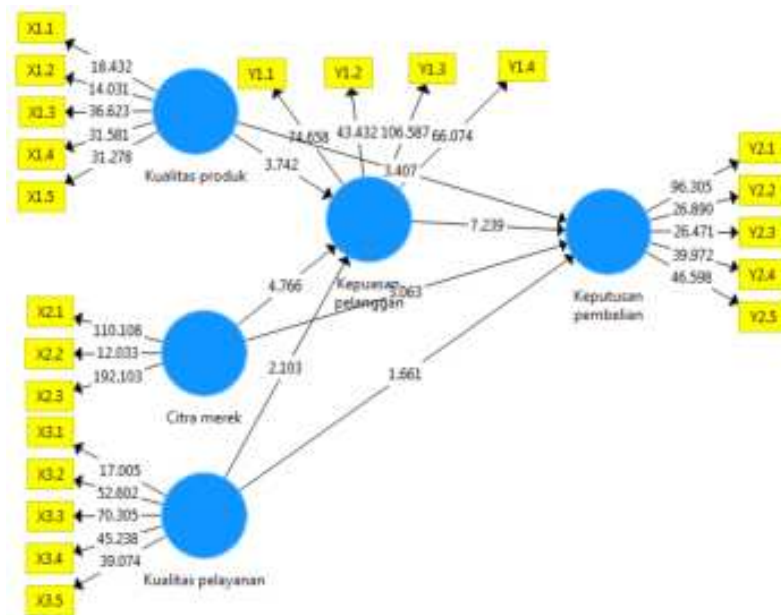 X1.1
X1.2
X1.3
X1.4
X1.5
18.432
14.031
36.623
31.581
31.278
Kualitas produk
Y1.1
Y1.2
Y1.3
Y1.4
74.658
43.432
106.587
66.074
3.742
3.407
Kepuasan
pelanggan
7.239
4.766
3.063
2.103
1.661
X2.1
X2.2
X2.3
110.108
12.033
192.103
Citra merek
X3.1
X3.2
X3.3
X3.4
X3.5
17.005
52.602
70.305
45.238
39.074
Kualitas pelayanan
Y2.1
Y2.2
Y2.3
Y2.4
Y2.5
96.305
26.890
26.471
39.972
46.598
Keputusan
pembelian